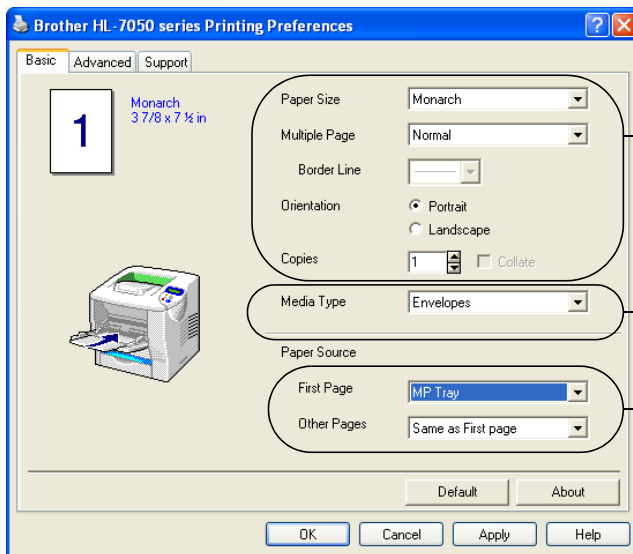 Brother HL-7050 series Printing Preferences
Basic Advanced Support
1
Monarch
3 7/8 x 7 ½ in
Paper Size Monarch
Multiple Page Normal
Border Line
Orientation Portrait
Landscape
Copies 1 Collate
Media Type Envelopes
Paper Source
First Page MP Tray
Other Pages Same as First page
Default About
OK Cancel Apply Help